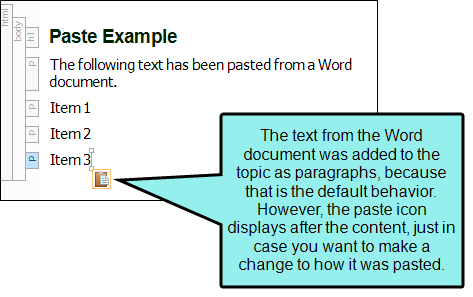 html
body
h1
Paste Example
p
The following text has been pasted from a Word
document.
p
Item 1
p
Item 2
p
Item 3
The text from the Word
document was added to the
topic as paragraphs, because
that is the default behavior.
However, the paste icon
displays after the content, just in
case you want to make a
change to how it was pasted.